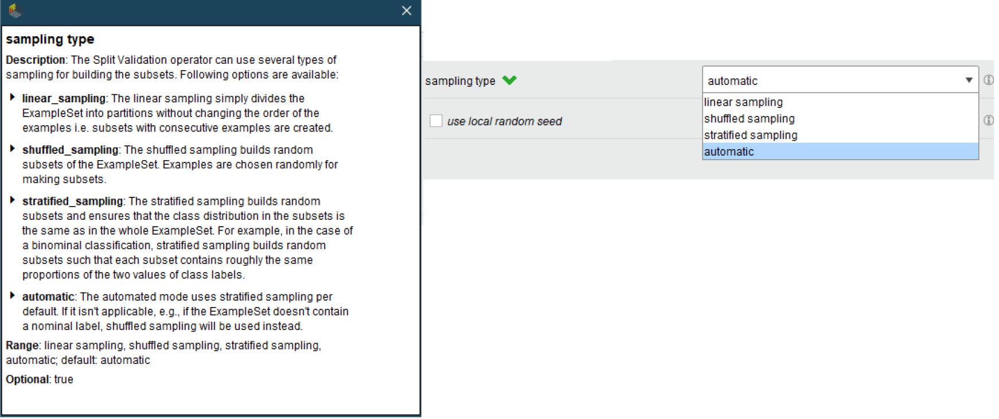 sampling type
Description: The Split Validation operator can use several types of
sampling for building the subsets. Following options are available:
linear_sampling: The linear sampling simply divides the
ExampleSet into partitions without changing the order of the
examples i.e. subsets with consecutive examples are created.
shuffled_sampling: The shuffled sampling builds random
subsets of the ExampleSet. Examples are chosen randomly for
making subsets.
stratified_sampling: The stratified sampling builds random
subsets and ensures that the class distribution in the subsets is
the same as in the whole ExampleSet. For example, in the case of
a binominal classification, stratified sampling builds random
subsets such that each subset contains roughly the same
proportions of the two values of class labels.
automatic: The automated mode uses stratified sampling per
default. If it isn't applicable, e.g., if the ExampleSet doesn't contain
a nominal label, shuffled sampling will be used instead.
Range: linear sampling, shuffled sampling, stratified sampling,
automatic; default: automatic
Optional: true
sampling type
automatic
linear sampling
shuffled sampling
stratified sampling
automatic
use local random seed